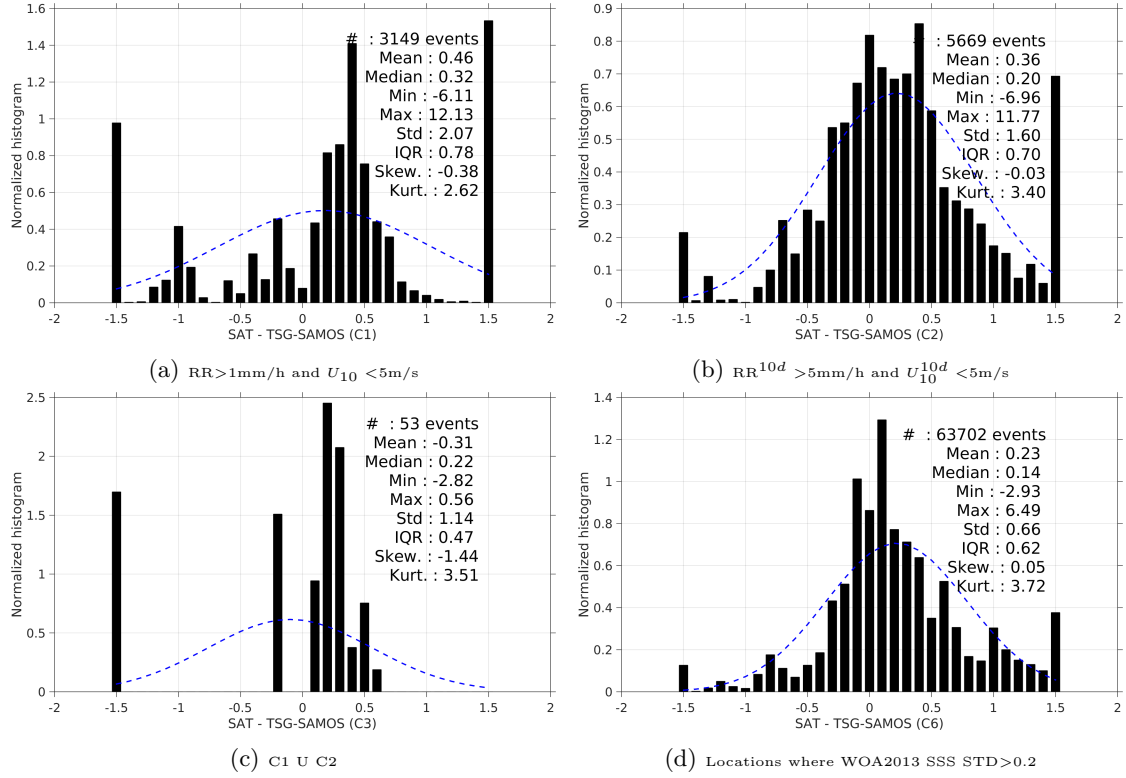 1.6
1.4
1.2
1
0.8
0.6
0.4
0.2
0
-2
-1.5
-1
-0.5
0
0.5
1
1.5
2
Normalized histogram
SAT - TSG-SAMOS (C1)
# : 3149 events
Mean : 0.46
Median : 0.32
Min : -6.11
Max : 12.13
Std : 2.07
IQR : 0.78
Skew. : -0.38
Kurt. : 2.62
(a) RR>1mm/h and U10 <5m/s
0.9
0.8
0.7
0.6
0.5
0.4
0.3
0.2
0.1
0
-2
-1.5
-1
-0.5
0
0.5
1
1.5
2
Normalized histogram
SAT - TSG-SAMOS (C2)
# : 5669 events
Mean : 0.36
Median : 0.20
Min : -6.96
Max : 11.77
Std : 1.60
IQR : 0.70
Skew. : -0.03
Kurt. : 3.40
(b) RR10d >5mm/h and U10 10d <5m/s
2.5
2
1.5
1
0.5
0
-2
-1.5
-1
-0.5
0
0.5
1
1.5
2
Normalized histogram
SAT - TSG-SAMOS (C3)
# : 53 events
Mean : -0.31
Median : 0.22
Min : -2.82
Max : 0.56
Std : 1.14
IQR : 0.47
Skew. : -1.44
Kurt. : 3.51
(c) C1 U C2
1.4
1.2
1
0.8
0.6
0.4
0.2
0
-2
-1.5
-1
-0.5
0
0.5
1
1.5
2
Normalized histogram
SAT - TSG-SAMOS (C6)
# : 63702 events
Mean : 0.23
Median : 0.14
Min : -2.93
Max : 6.49
Std : 0.66
IQR : 0.62
Skew. : 0.05
Kurt. : 3.72
(d) Locations where WOA2013 SSS STD>0.2